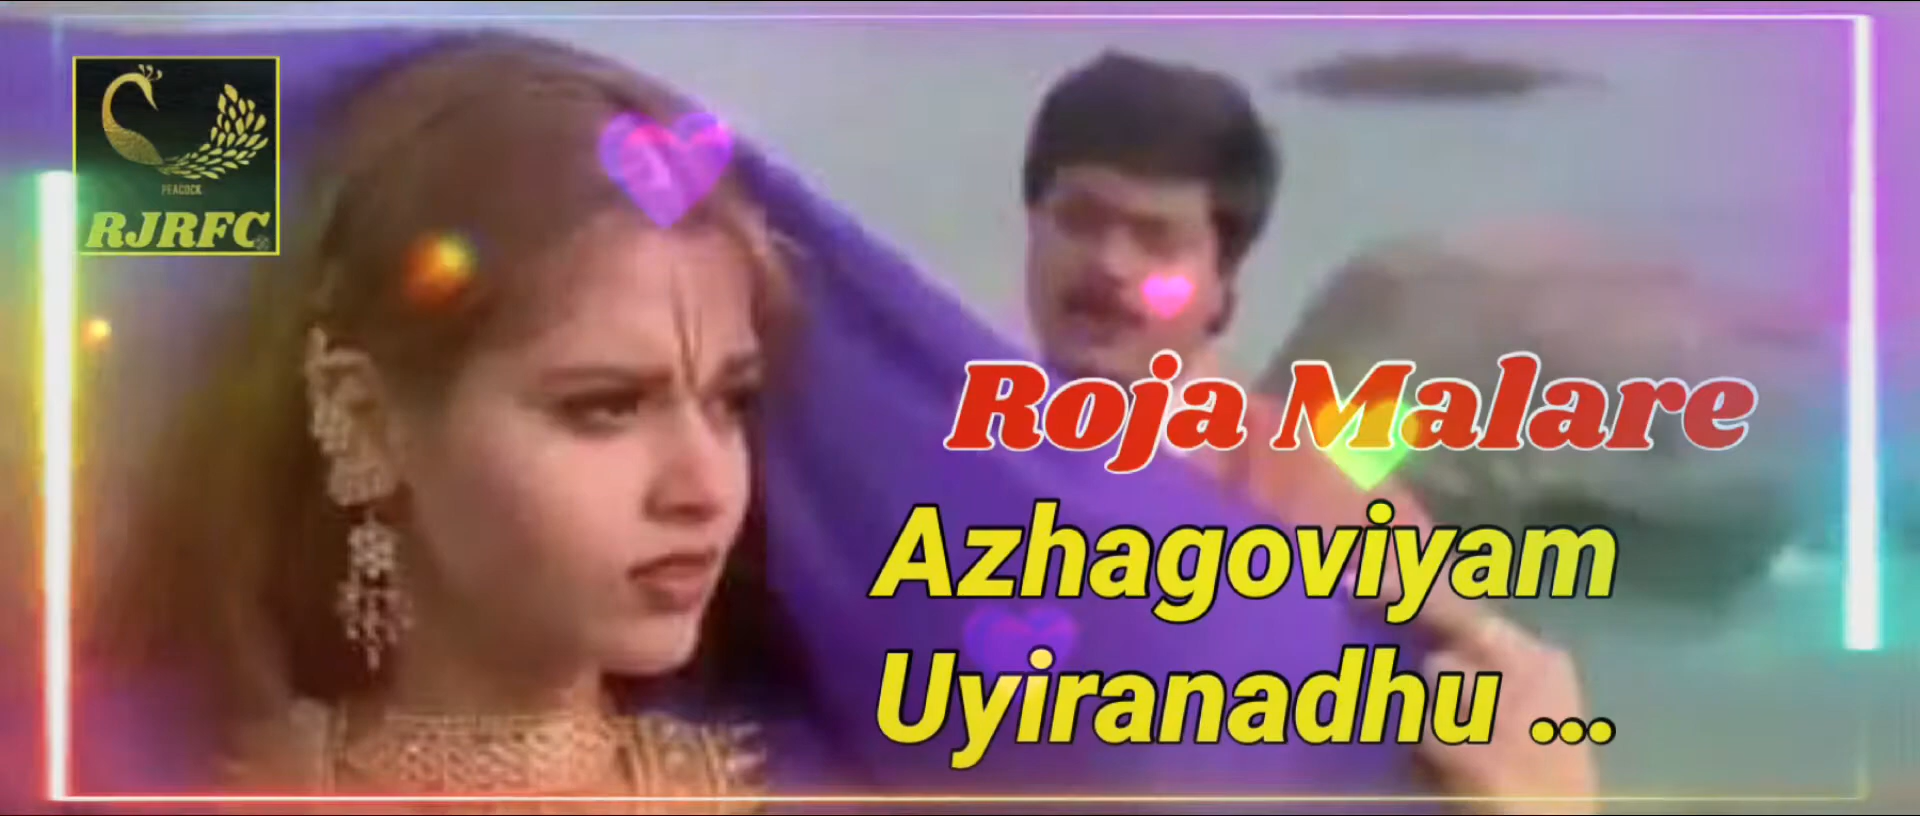 PEACOCK
RJRFC
Roja Malare
Azhagoviyam
Uyiranadhu ...